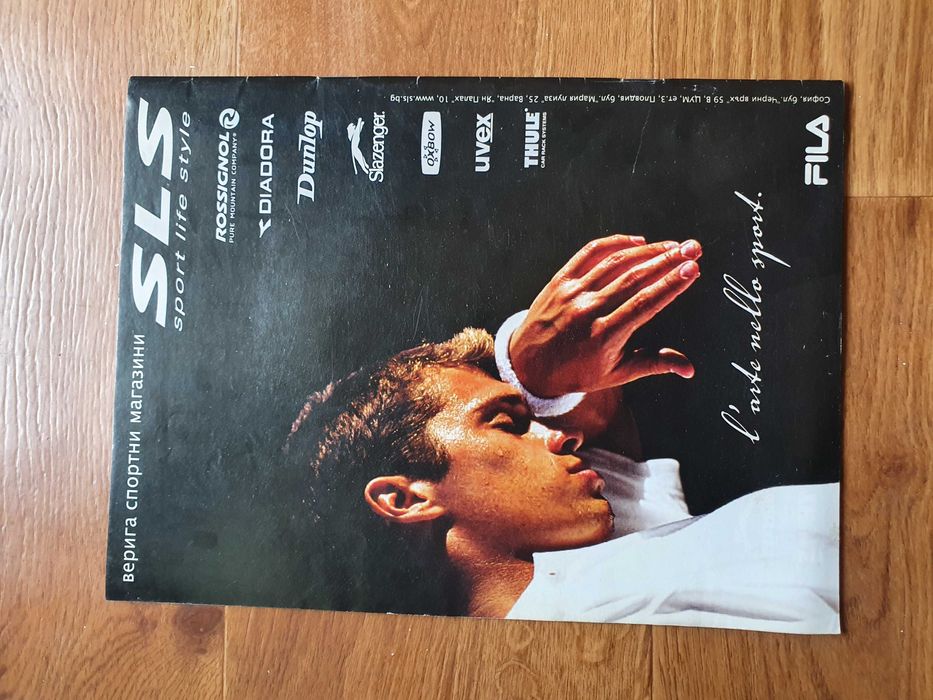 верига спортни магазини
SLS
sport life style
ROSSIGNOL®
PURE MOUNTAIN COMPANY®
DIADORA
Dunlop
Slazenger.
OXBOW
uvex
THULE®
CAR RACK SYSTEMS
l'arte nello sport.
FILA
София, бул. "Черни връх" 59, В ЦУМ, ет.3, Пловдив, бул."Мария луиза" 25, Варна, "Ян Палах" 10, www.sls-bg